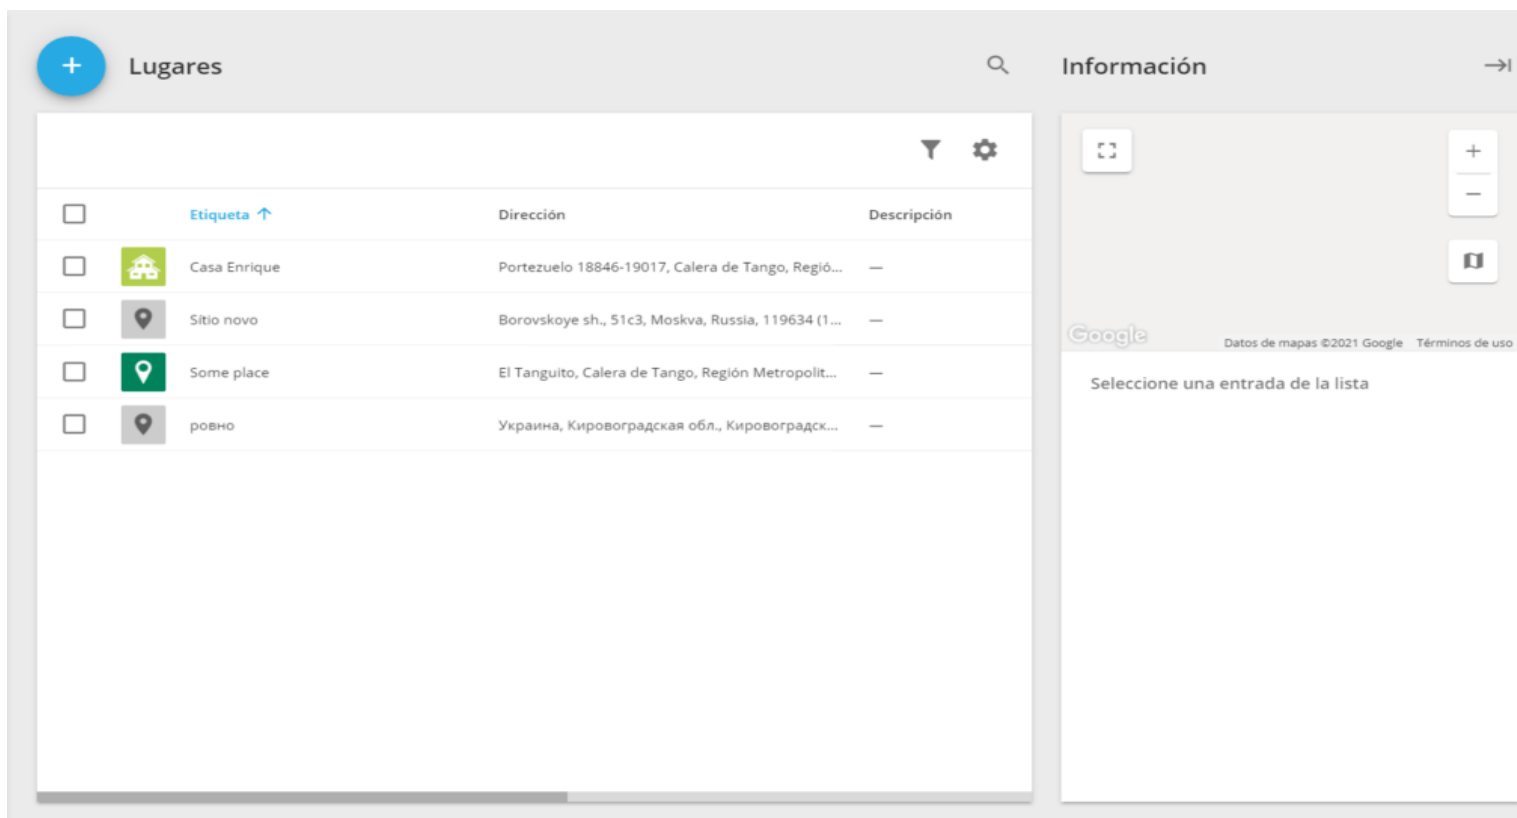 Lugares
Información
Etiqueta
Dirección
Descripción
Casa Enrique
Portezuelo 18846-19017, Calera de Tango, Regió...
—
Sítio novo
Borovskoye sh., 51c3, Moskva, Russia, 119634 (1...
—
Some place
El Tanguito, Calera de Tango, Región Metropolit...
—
ровно
Украина, Кировоградская обл., Кировоградск...
—
Google
Datos de mapas ©2021 Google
Términos de uso
Seleccione una entrada de la lista